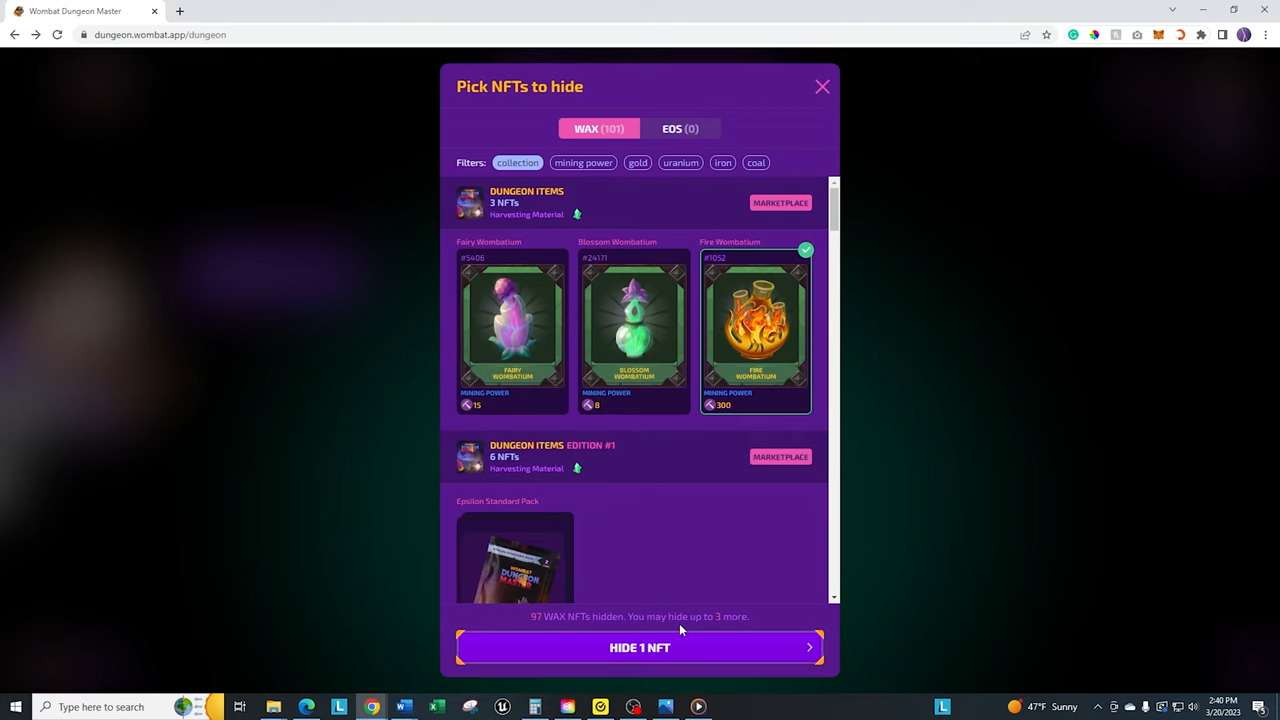 Wombat Dungeon Master
dungeon.wombat.app/dungeon
Pick NFTs to hide
WAX (101)
EOS (0)
Filters: collection mining power gold uranium iron coal
DUNGEON ITEMS
3 NFTs
Harvesting Material
MARKETPLACE
Fairy Wombatium
Blossom Wombatium
Fire Wombatium
#5406
#24171
#1052
FAIRY
WOMBATIUM
BLOSSOM
WOMBATIUM
FIRE
WOMBATIUM
MINING POWER
15
MINING POWER
8
MINING POWER
300
DUNGEON ITEMS EDITION #1
6 NFTs
Harvesting Material
MARKETPLACE
Epsilon Standard Pack
WOMBAT
DUNGEON
MASTER
97 WAX NFTs hidden. You may hide up to 3 more.
HIDE 1 NFT
Type here to search
47°F Sunny
2:40 PM
3/20/2023